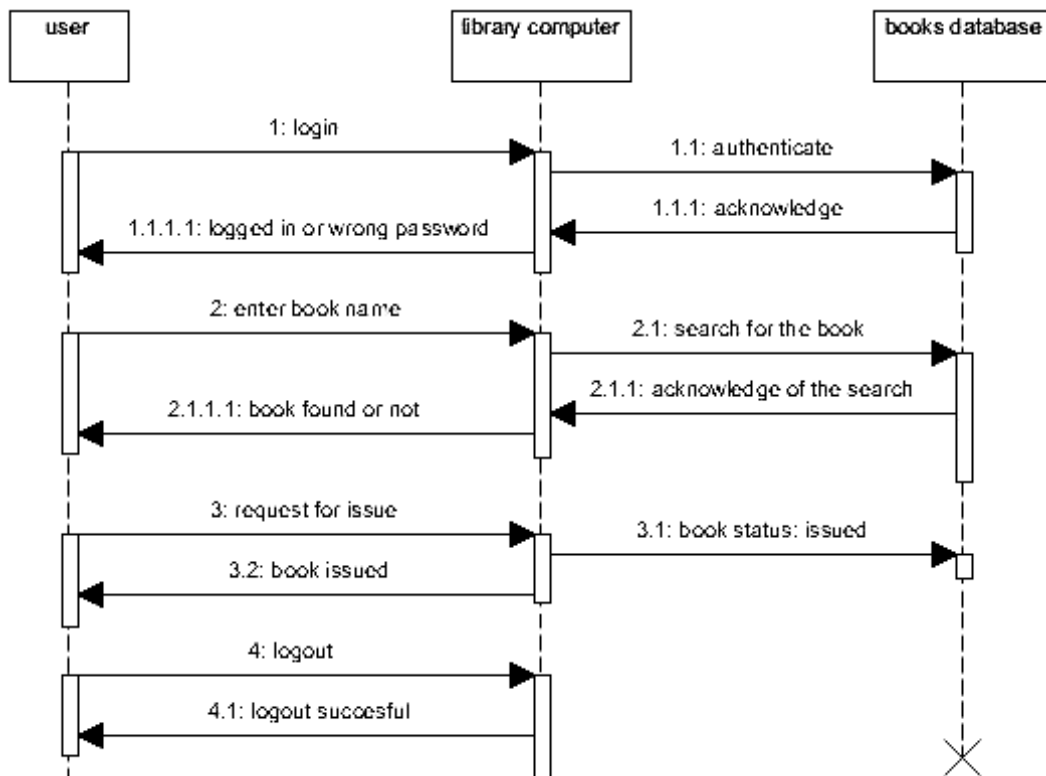 user
library computer
books database
1: login
1.1: authenticate
1.1.1: acknowledge
1.1.1.1: logged in or wrong password
2: enter book name
2.1: search for the book
2.1.1: acknowledge of the search
2.1.1.1: book found or not
3: request for issue
3.1: book status: issued
3.2: book issued
4: logout
4.1: logout succesful